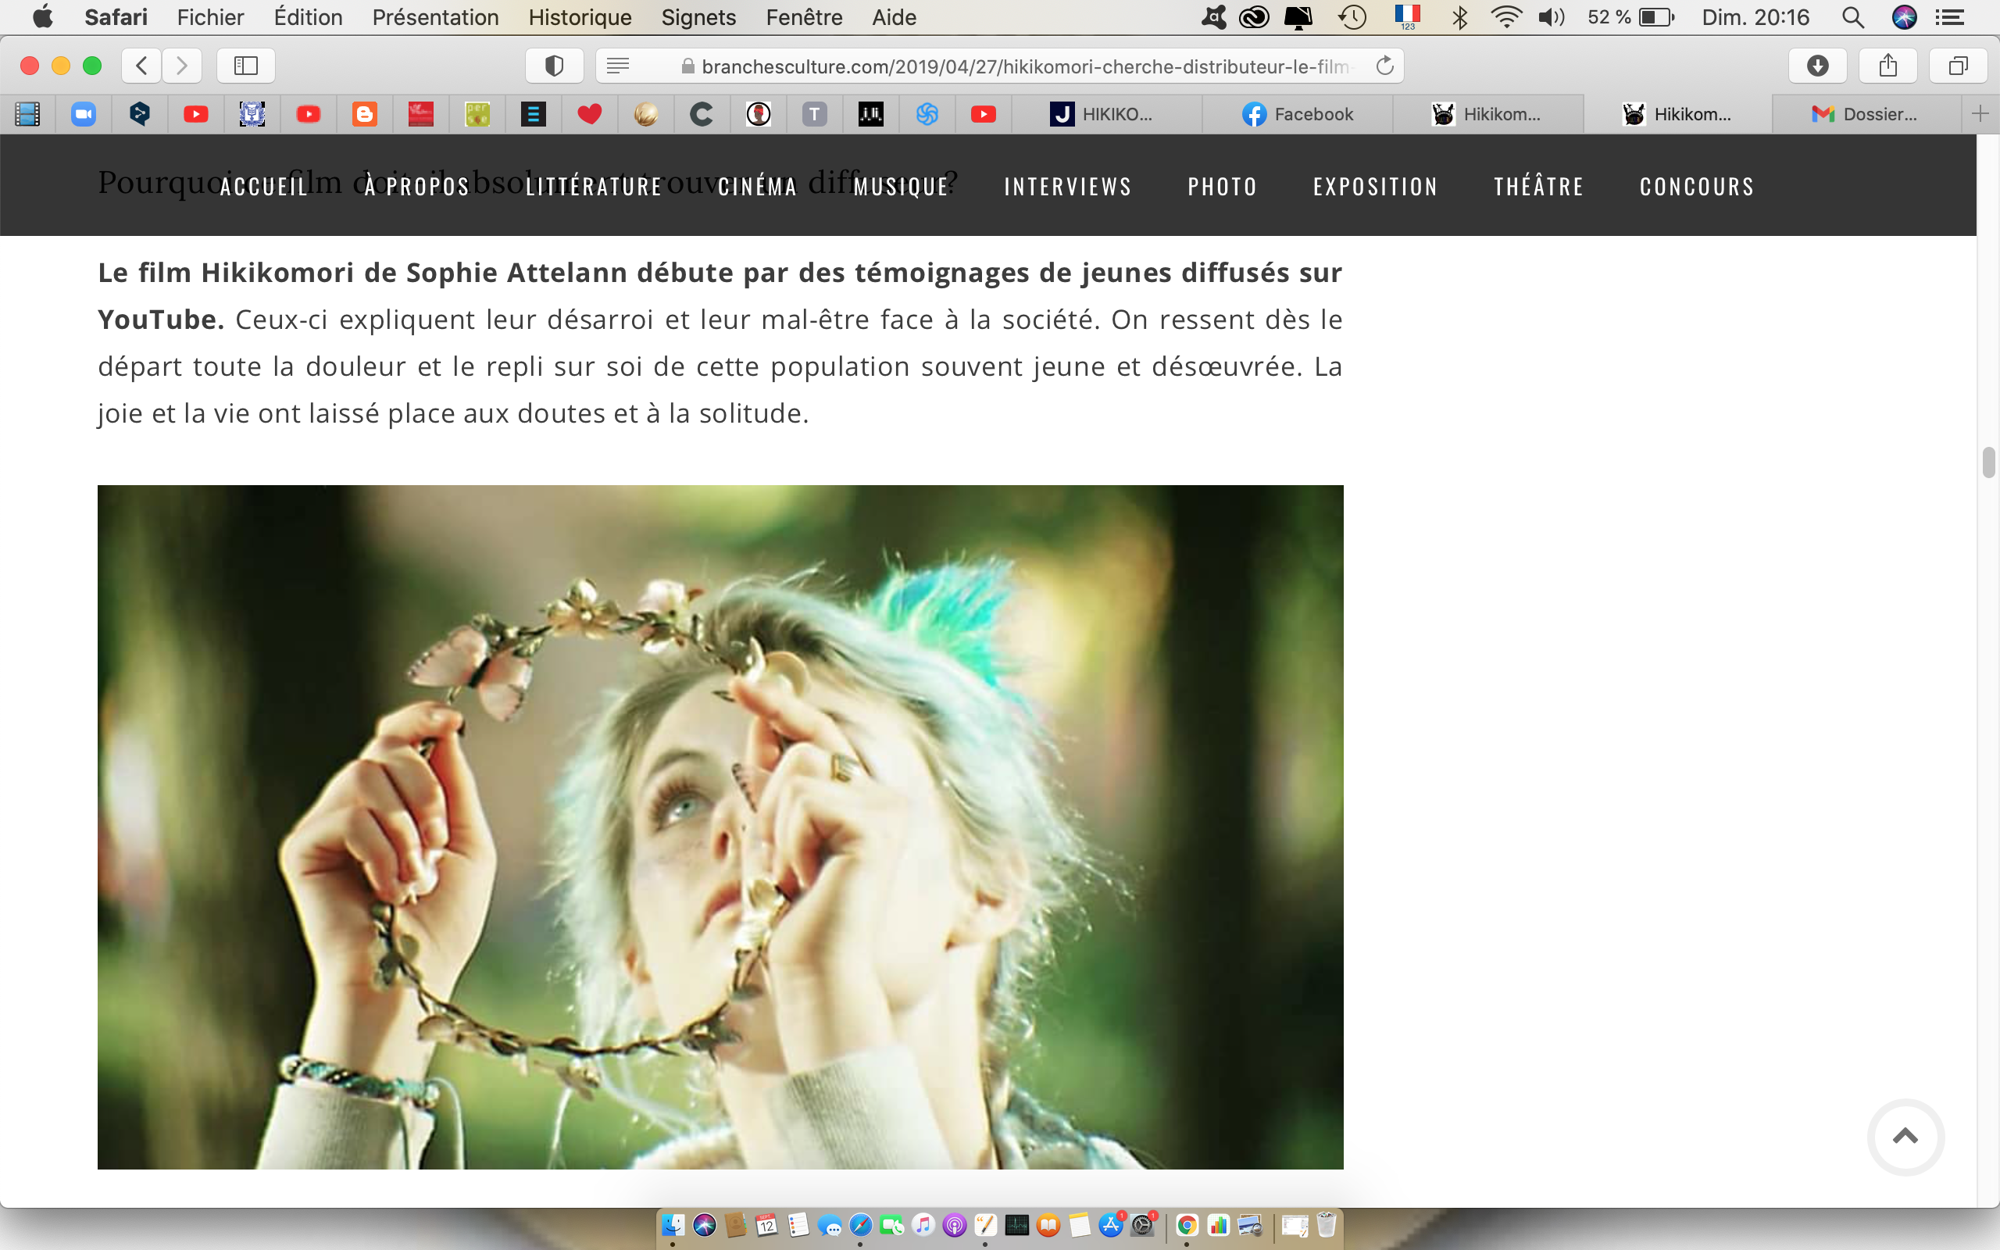 Safari Fichier Édition Présentation Historique Signets Fenêtre Aide 123 52 % Dim. 20:16
branchesculture.com/2019/04/27/hikikomori-cherche-distributeur-le-film-
per T J HIKIKO... Facebook Hikikom... Hikikom... Dossier...
ACCUEIL À PROPOS LITTÉRATURE CINÉMA MUSIQUE INTERVIEWS PHOTO EXPOSITION THÉÂTRE CONCOURS
Le film Hikikomori de Sophie Attelann débute par des témoignages de jeunes diffusés sur
YouTube. Ceux-ci expliquent leur désarroi et leur mal-être face à la société. On ressent dès le
départ toute la douleur et le repli sur soi de cette population souvent jeune et désœuvrée. La
joie et la vie ont laissé place aux doutes et à la solitude.
12